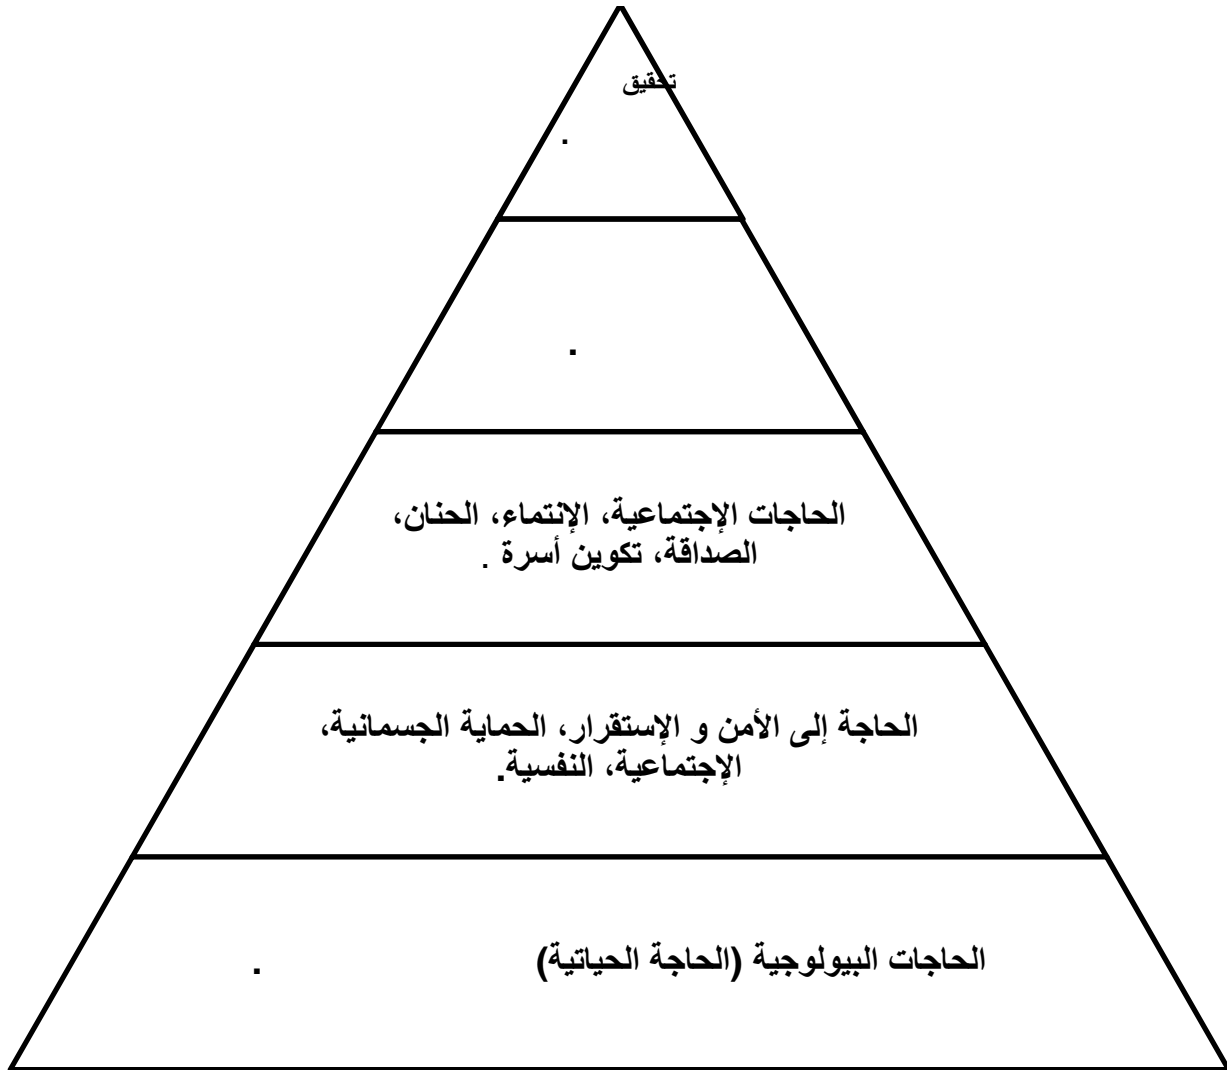 تحقيق
.
.
الحاجات الإجتماعية، الإنتماء، الحنان،
الصداقة، تكوين أسرة .
الحاجة إلى الأمن و الإستقرار، الحماية الجسمانية،
الإجتماعية، النفسية.
الحاجات البيولوجية (الحاجة الحياتية) .